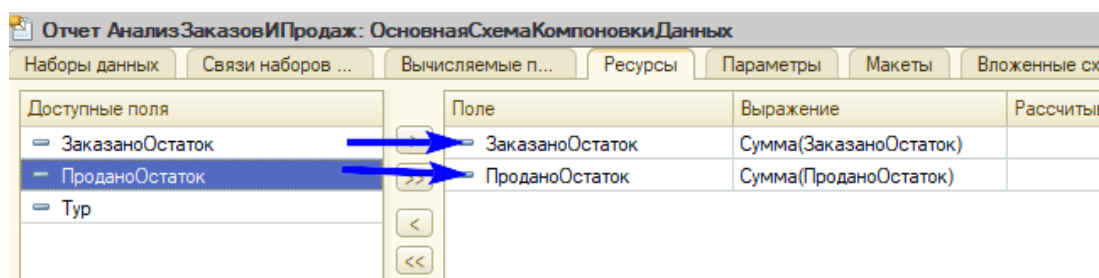 Отчет АнализЗаказовИПродаж: ОсновнаяСхемаКомпоновкиДанных
Наборы данных Связи наборов ... Вычисляемые п... Ресурсы Параметры Макеты Вложенные сх
Доступные поля Поле Выражение Рассчиты
ЗаказаноОстаток > ЗаказаноОстаток Сумма(ЗаказаноОстаток)
ПроданоОстаток >> ПроданоОстаток Сумма(ПроданоОстаток)
Тур <
<<